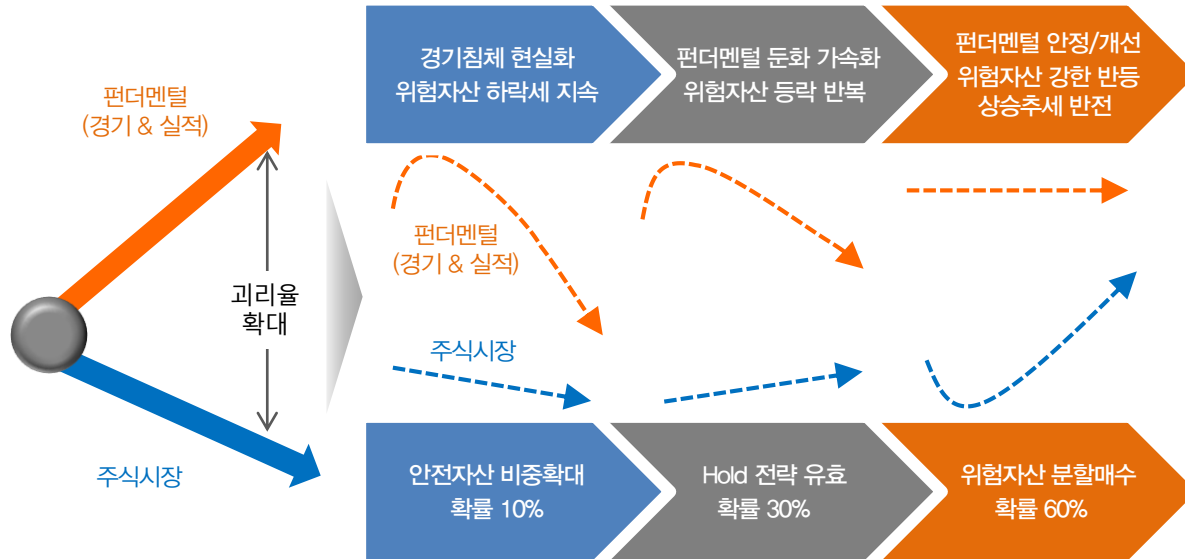 펀더멘털
(경기 & 실적)
괴리율
확대
주식시장
경기침체 현실화
위험자산 하락세 지속
펀더멘털 둔화 가속화
위험자산 등락 반복
펀더멘털 안정/개선
위험자산 강한 반등
상승추세 반전
펀더멘털
(경기 & 실적)
주식시장
안전자산 비중확대
확률 10%
Hold 전략 유효
확률 30%
위험자산 분할매수
확률 60%